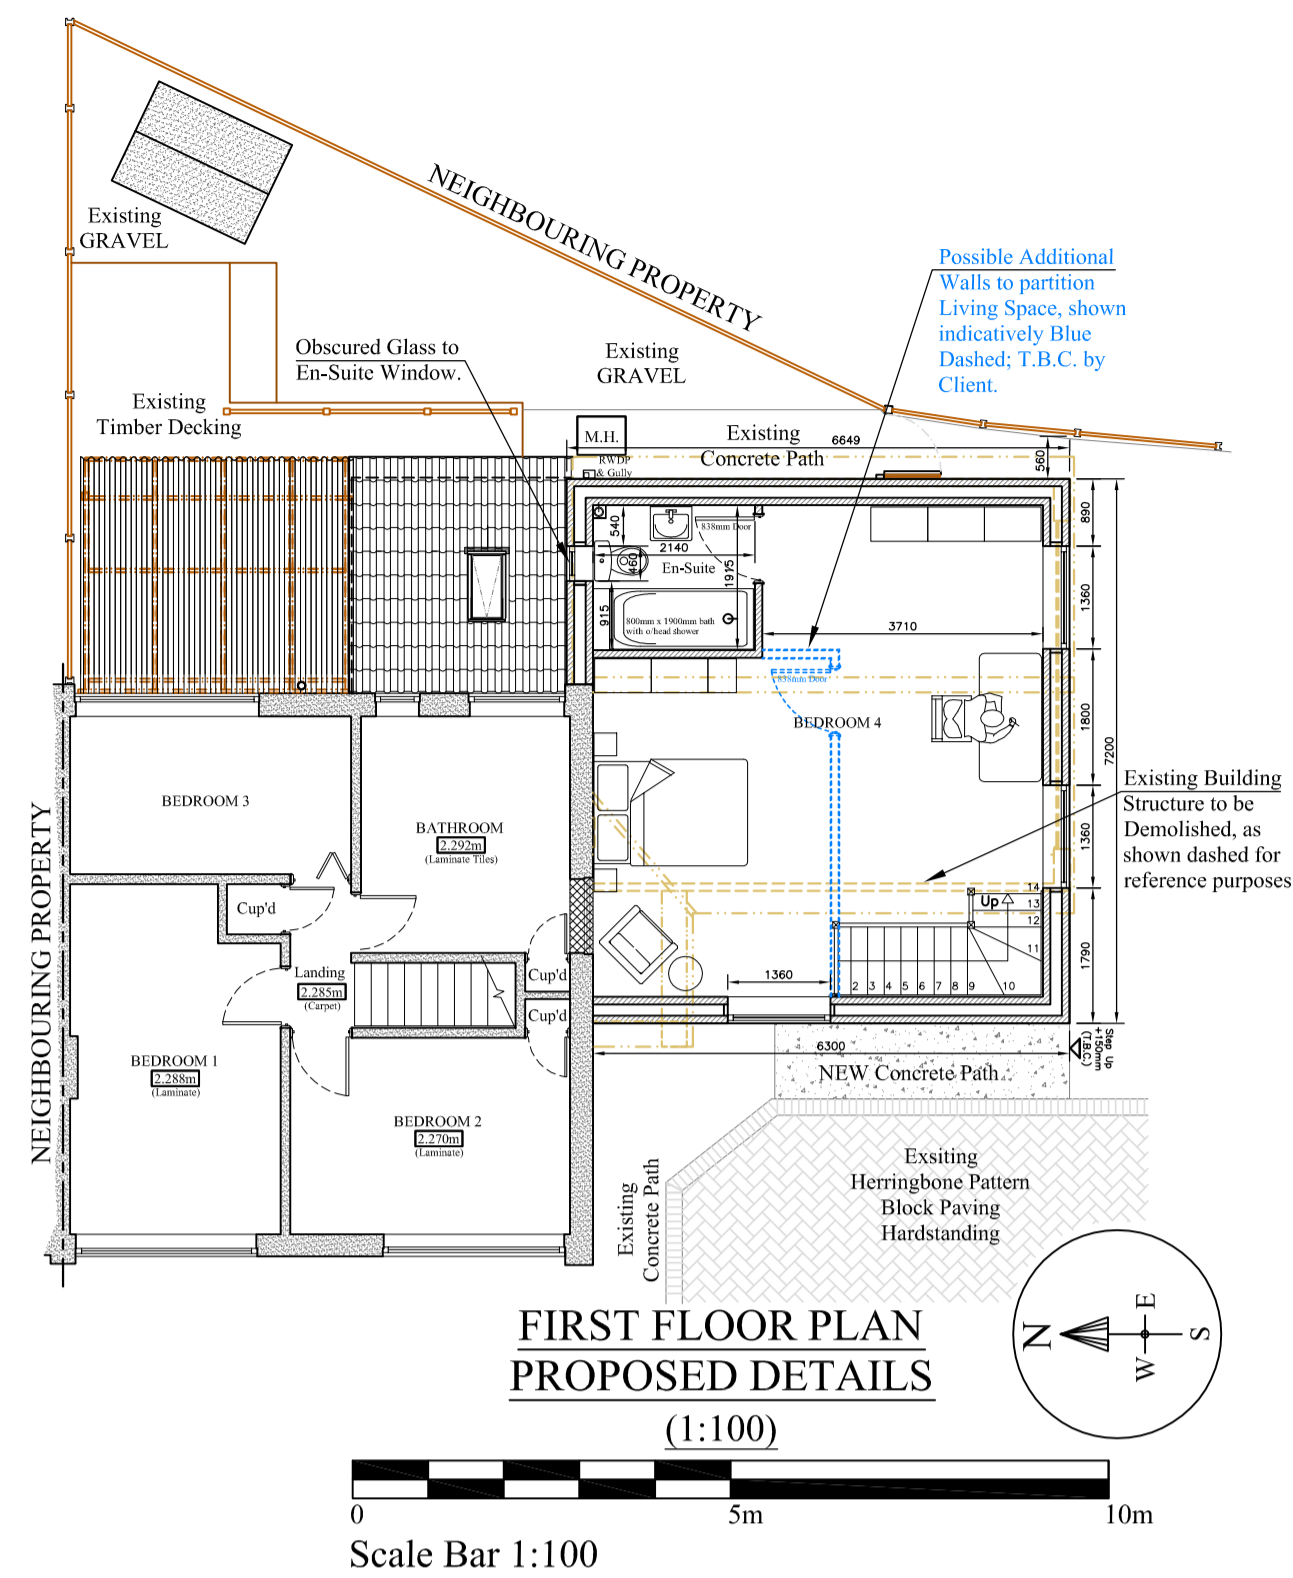 NEIGHBOURING PROPERTY
Existing
GRAVEL
Possible Additional
Walls to partition
Living Space, shown
indicatively Blue
Dashed; T.B.C. by
Client.
Obscured Glass to
En-Suite Window.
Existing
GRAVEL
Existing
Timber Decking
M.H.
Existing
Concrete Path
6649
560
RWDP
& Gully
890
540
838mm Door
2140
460
En-Suite
1915
1360
915
800mm x 1900mm bath
with o/head shower
3710
838mm Door
BEDROOM 4
1800
7200
Existing Building
Structure to be
Demolished, as
shown dashed for
reference purposes
1360
BEDROOM 3
BATHROOM
2.292m
(Laminate Tiles)
NEIGHBOURING PROPERTY
Cup'd
Up
14
13
12
11
2 3 4 5 6 7 8 9 10
1790
Landing
2.285m
(Carpet)
Cup'd
1360
Cup'd
6300
Step Up
+150mm
(T.B.C.)
BEDROOM 1
2.288m
(Laminate)
NEW Concrete Path
BEDROOM 2
2.270m
(Laminate)
Exsiting
Herringbone Pattern
Block Paving
Hardstanding
Existing
Concrete Path
N
E
W
S
FIRST FLOOR PLAN
PROPOSED DETAILS
(1:100)
0 5m 10m
Scale Bar 1:100